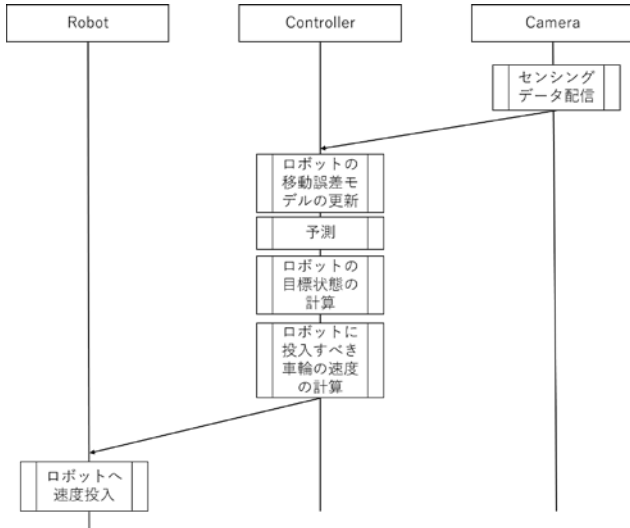 Robot
Controller
Camera
センシング
データ配信
ロボットの
移動誤差モ
デルの更新
予測
ロボットの
目標状態の
計算
ロボットに
投入すべき
車輪の速度
の計算
ロボットへ
速度投入